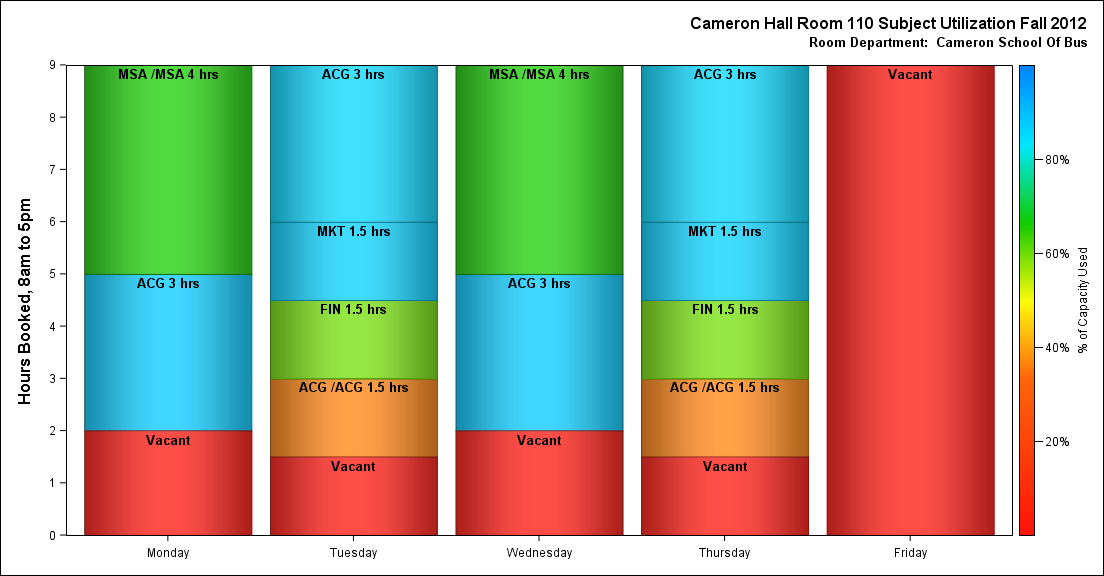 Cameron Hall Room 110 Subject Utilization Fall 2012
Room Department:  Cameron School Of Bus
Hours Booked, 8am to 5pm
9
8
7
6
5
4
3
2
1
0
MSA /MSA 4 hrs
ACG 3 hrs
Vacant
ACG 3 hrs
MKT 1.5 hrs
FIN 1.5 hrs
ACG /ACG 1.5 hrs
Vacant
MSA /MSA 4 hrs
ACG 3 hrs
Vacant
ACG 3 hrs
MKT 1.5 hrs
FIN 1.5 hrs
ACG /ACG 1.5 hrs
Vacant
Vacant
Monday
Tuesday
Wednesday
Thursday
Friday
80%
60%
40%
20%
% of Capacity Used